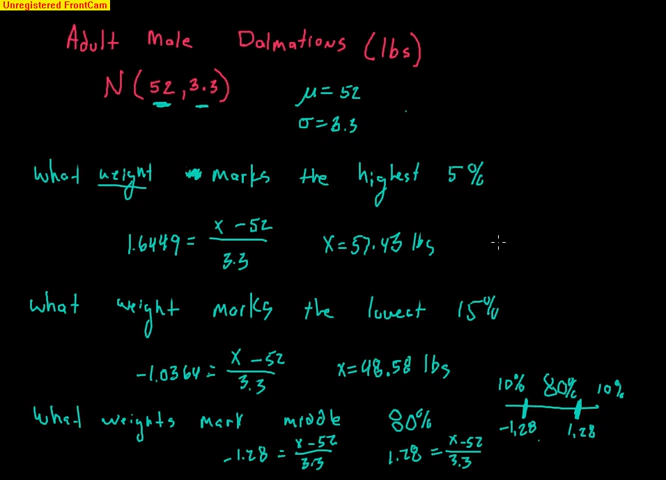 Unregistered FrontCam
Adult Male Dalmations (lbs)
N(52, 3.3)
μ = 52
σ = 3.3
What weight marks the highest 5%
1.6449 = x - 52 / 3.3    x = 57.43 lbs
What weight marks the lowest 15%
-1.0364 = x - 52 / 3.3    x = 48.58 lbs
10% 80% 10%
-1.28 1.28
What weights mark middle 80%
-1.28 = x-52 / 3.3    1.28 = x-52 / 3.3